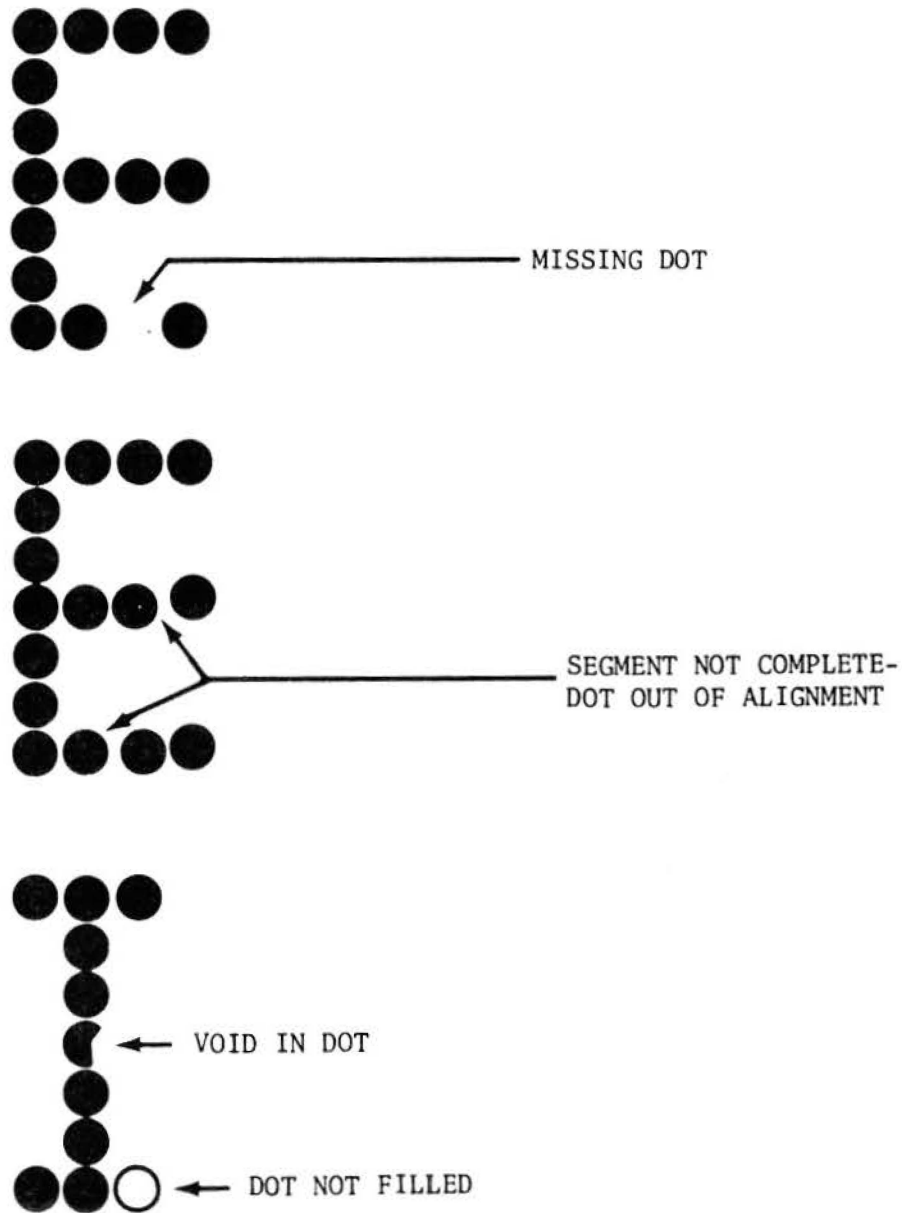 E
MISSING DOT
E
SEGMENT NOT COMPLETE-
DOT OUT OF ALIGNMENT
I
VOID IN DOT
DOT NOT FILLED